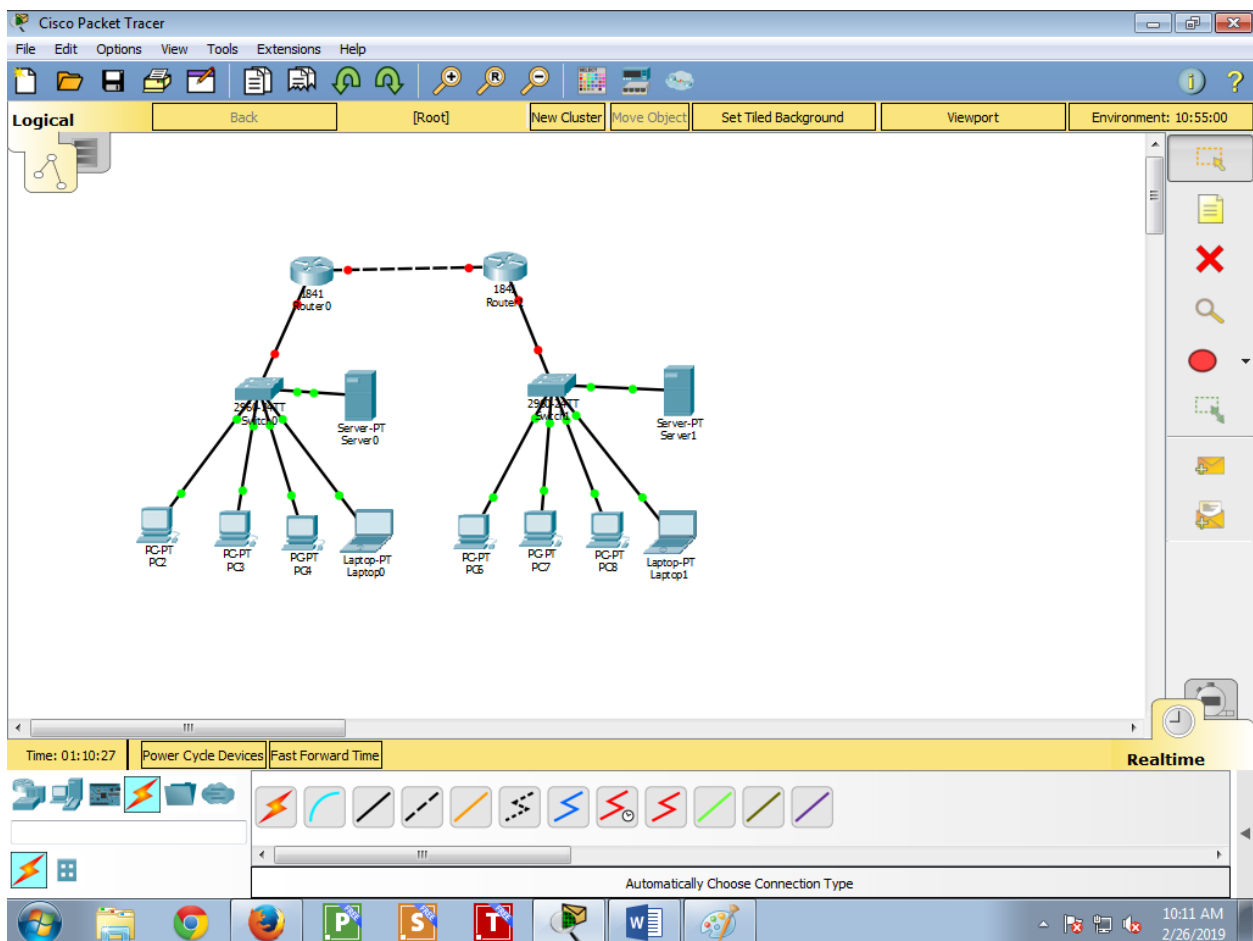 Cisco Packet Tracer
File Edit Options View Tools Extensions Help
Logical Back [Root] New Cluster Move Object Set Tiled Background Viewport Environment: 10:55:00
1841
Router0
184
Route
Switch0
Server-PT
Server0
Server-PT
Server1
PC-PT
PC2
PC-PT
PC3
PC-PT
PC4
Laptop-PT
Laptop0
PC-PT
PC6
PC-PT
PC7
PC-PT
PC8
Laptop-PT
Laptop1
Time: 01:10:27 Power Cycle Devices Fast Forward Time Realtime
Automatically Choose Connection Type
10:11 AM
2/26/2019